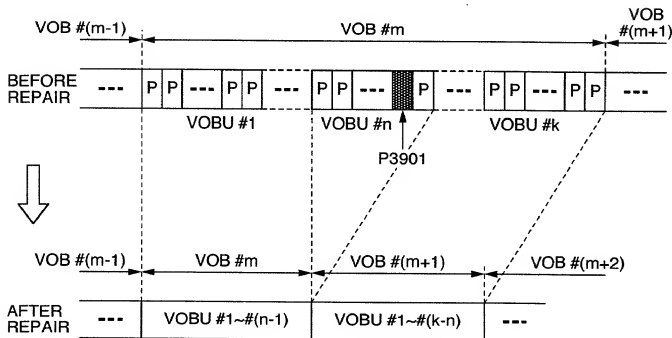 VOB #(m-1) VOB #m VOB #(m+1)
BEFORE REPAIR --- P P --- P P --- P P --- P --- P P --- P P ---
VOBU #1 VOBU #n VOBU #k
P3901
VOB #(m-1) VOB #m VOB #(m+1) VOB #(m+2)
AFTER REPAIR --- VOBU #1~#(n-1) VOBU #1~#(k-n) ---